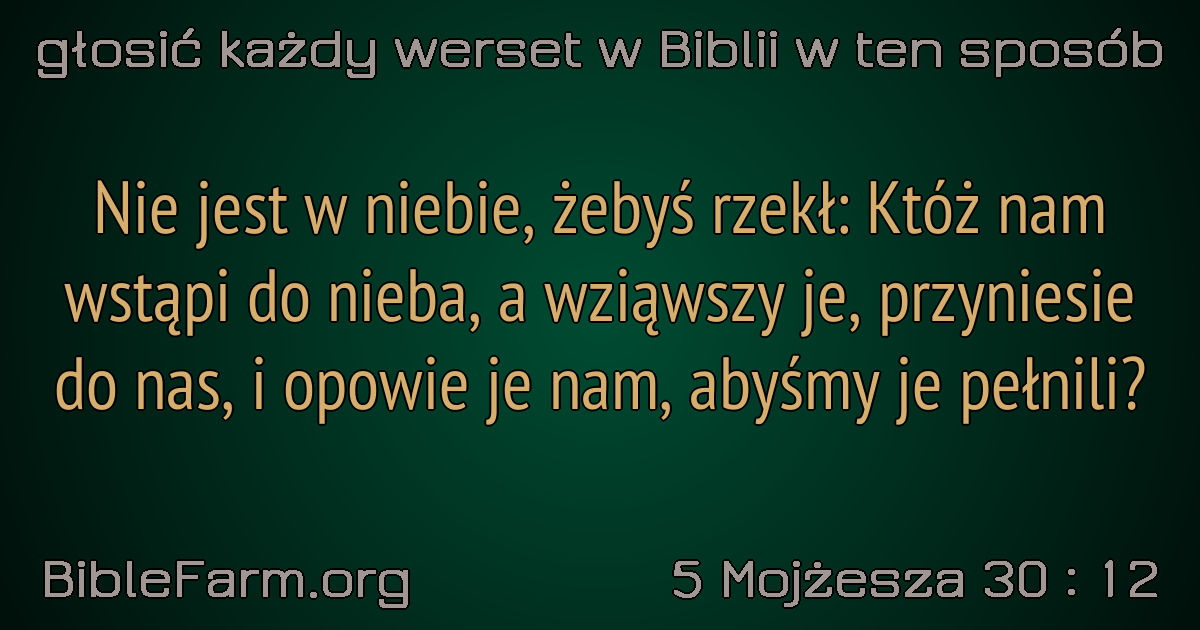 głosić każdy werset w Biblii w ten sposób
Nie jest w niebie, żebyś rzekł: Któż nam
wstąpi do nieba, a wziąwszy je, przyniesie
do nas, i opowie je nam, abyśmy je pełnili?
BibleFarm.org
5 Mojżesza 30 : 12